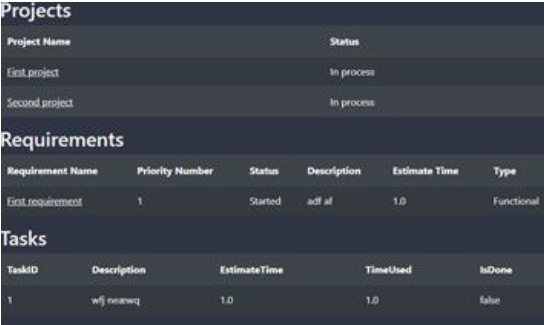 Projects
Project Name Status
First project In process
Second project In process
Requirements
Requirement Name Priority Number Status Description Estimate Time Type
First requirement 1 Started adf af 1.0 Functional
Tasks
TaskID Description EstimateTime TimeUsed IsDone
1 wfj 1.0 1.0 false